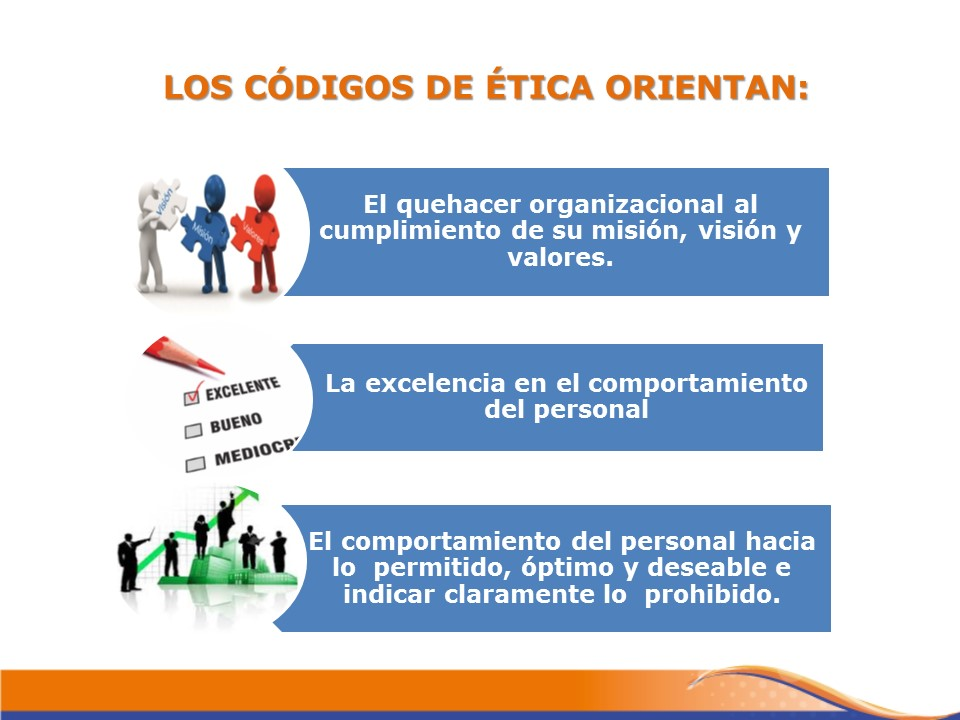 LOS CÓDIGOS DE ÉTICA ORIENTAN:
Visión
Misión
Valores
El quehacer organizacional al
cumplimiento de su misión, visión y
valores.
EXCELENTE
BUENO
MEDIOCR
La excelencia en el comportamiento
del personal
El comportamiento del personal hacia
lo permitido, óptimo y deseable e
indicar claramente lo prohibido.